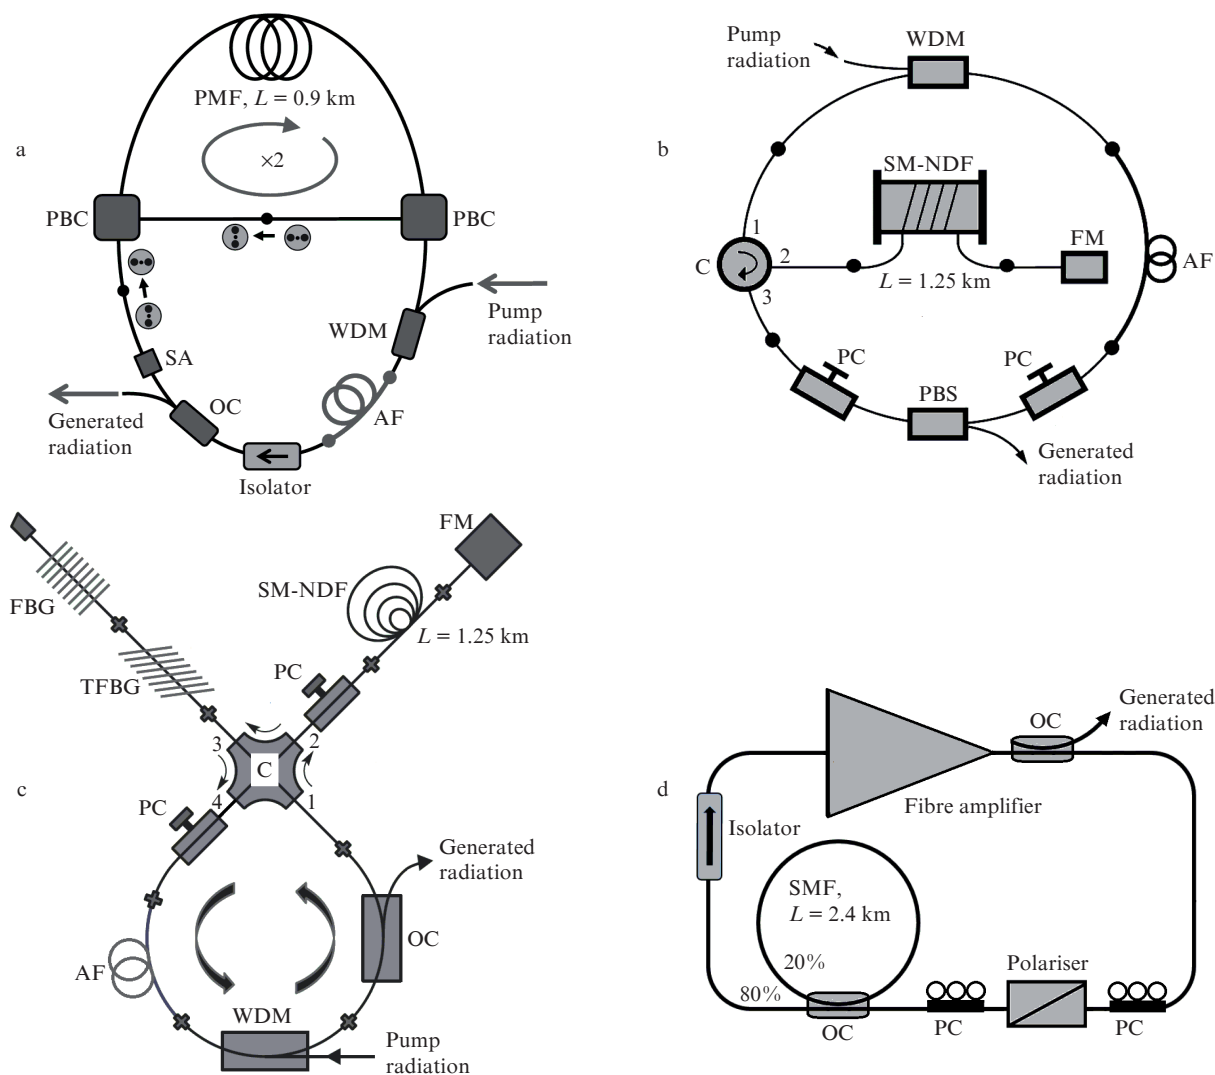 a
PMF, L = 0.9 km
×2
PBC
PBC
SA
WDM
Pump
radiation
Generated
radiation
OC
AF
Isolator
b
Pump
radiation
WDM
SM-NDF
1
C
2
3
L = 1.25 km
FM
AF
PC
PC
PBS
Generated
radiation
c
FM
SM-NDF
L = 1.25 km
FBG
TFBG
PC
3
2
C
4
1
PC
Generated
radiation
AF
OC
WDM
Pump
radiation
d
Generated
radiation
OC
Fibre amplifier
Isolator
SMF,
L = 2.4 km
20%
80%
OC
PC
Polariser
PC